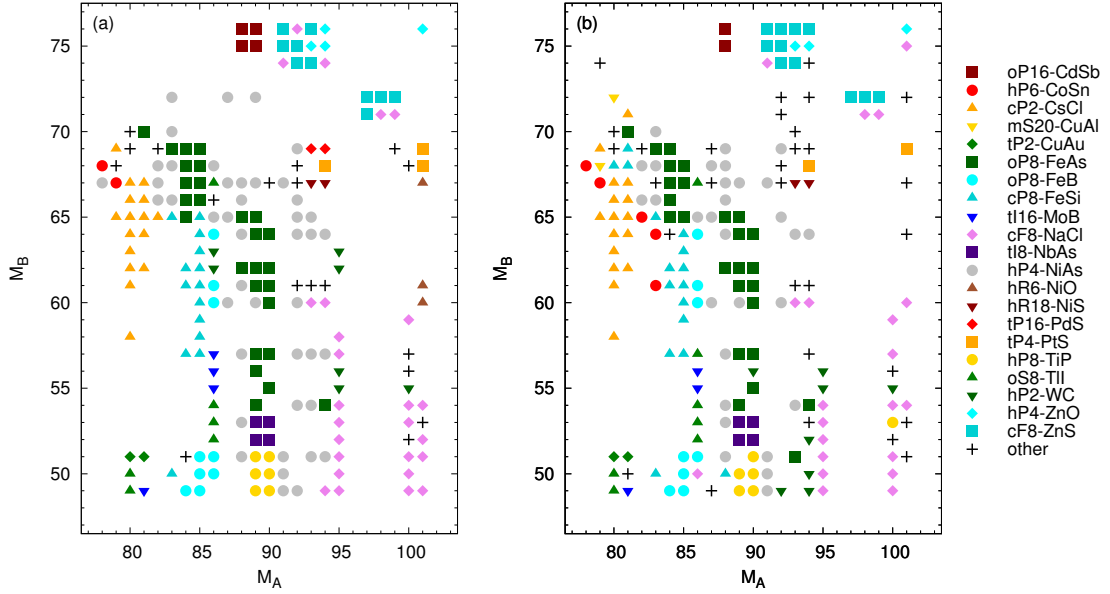 (a)
75
70
65
60
55
50
M_B
80 85 90 95 100
M_A
(b)
75
70
65
60
55
50
M_B
80 85 90 95 100
M_A
oP16-CdSb
hP6-CoSn
cP2-CsCl
mS20-CuAl
tP2-CuAu
oP8-FeAs
oP8-FeB
cP8-FeSi
tI16-MoB
cF8-NaCl
tI8-NbAs
hP4-NiAs
hR6-NiO
hR18-NiS
tP16-PdS
tP4-PtS
hP8-TiP
oS8-TlI
hP2-WC
hP4-ZnO
cF8-ZnS
other